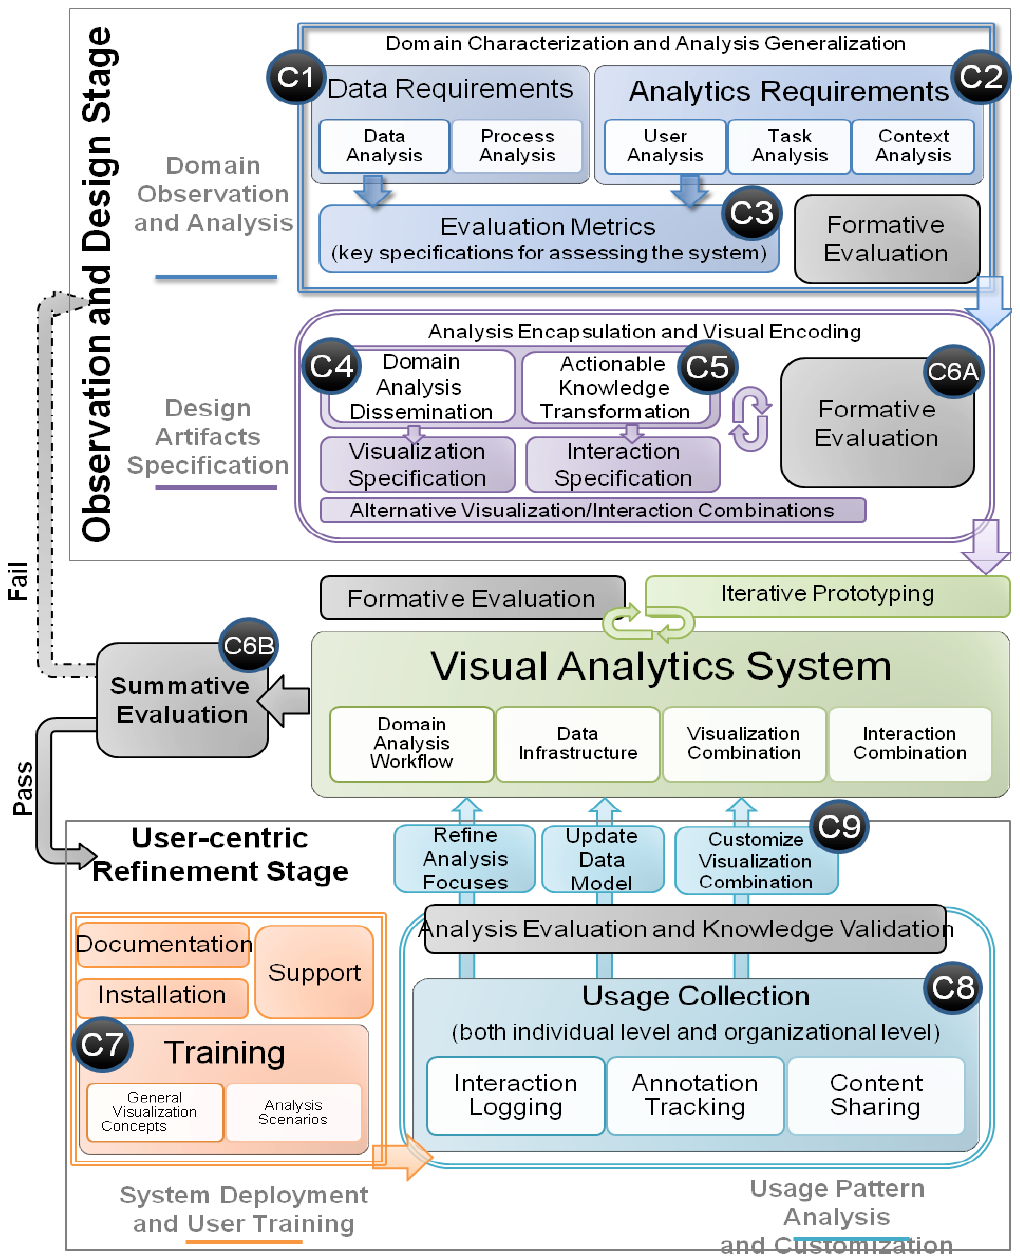 Observation and Design Stage
Domain Characterization and Analysis Generalization
C1
Data Requirements
Data
Analysis
Process
Analysis
C2
Analytics Requirements
User
Analysis
Task
Analysis
Context
Analysis
Domain
Observation
and Analysis
C3
Evaluation Metrics
(key specifications for assessing the system)
Formative
Evaluation
Analysis Encapsulation and Visual Encoding
C4
Domain
Analysis
Dissemination
C5
Actionable
Knowledge
Transformation
C6A
Formative
Evaluation
Design
Artifacts
Specification
Visualization
Specification
Interaction
Specification
Alternative Visualization/Interaction Combinations
Fail
Formative Evaluation
Iterative Prototyping
C6B
Summative
Evaluation
Visual Analytics System
Domain
Analysis
Workflow
Data
Infrastructure
Visualization
Combination
Interaction
Combination
Pass
User-centric
Refinement Stage
Refine
Analysis
Focuses
Update
Data
Model
C9
Customize
Visualization
Combination
Documentation
Installation
Support
Analysis Evaluation and Knowledge Validation
C7
Training
General
Visualization
Concepts
Analysis
Scenarios
C8
Usage Collection
(both individual level and organizational level)
Interaction
Logging
Annotation
Tracking
Content
Sharing
System Deployment
and User Training
Usage Pattern
Analysis
and Customization